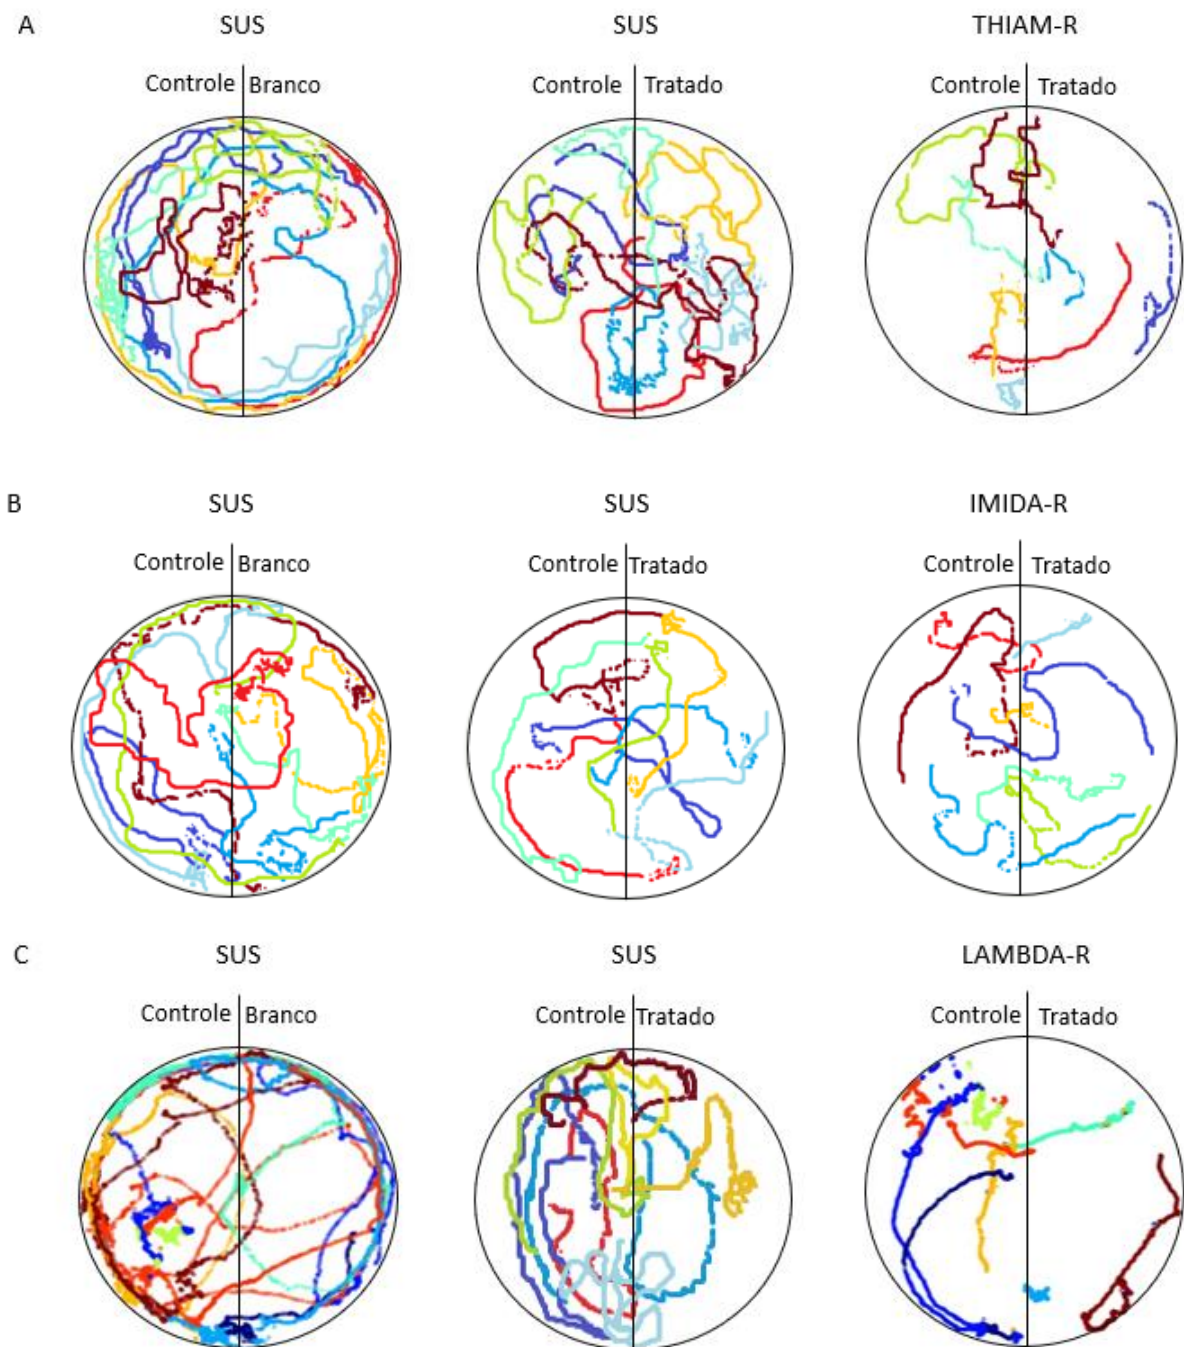 A SUS SUS THIAM-R
Controle Branco Controle Tratado Controle Tratado
B SUS SUS IMIDA-R
Controle Branco Controle Tratado Controle Tratado
C SUS SUS LAMBDA-R
Controle Branco Controle Tratado Controle Tratado